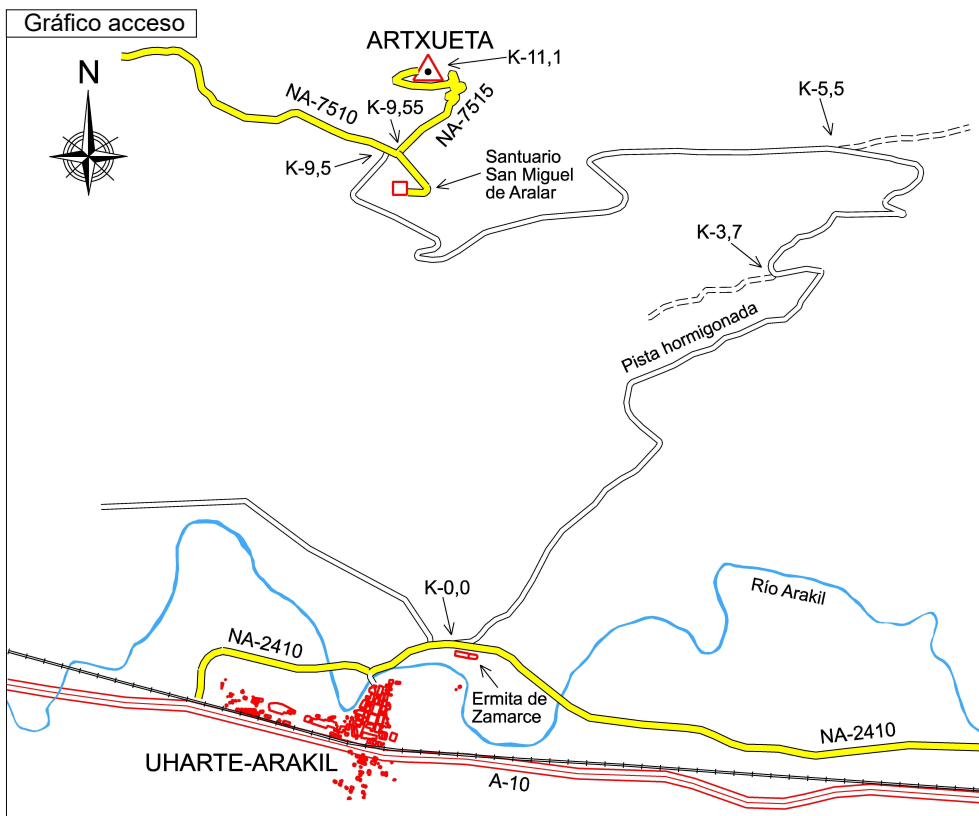 Gráfico acceso
ARTXUETA
K-11,1
N
NA-7510
K-9,55
NA-7515
K-5,5
K-9,5
Santuario
San Miguel
de Aralar
K-3,7
Pista hormigonada
K-0,0
Río Arakil
NA-2410
Ermita de
Zamarce
NA-2410
UHARTE-ARAKIL
A-10